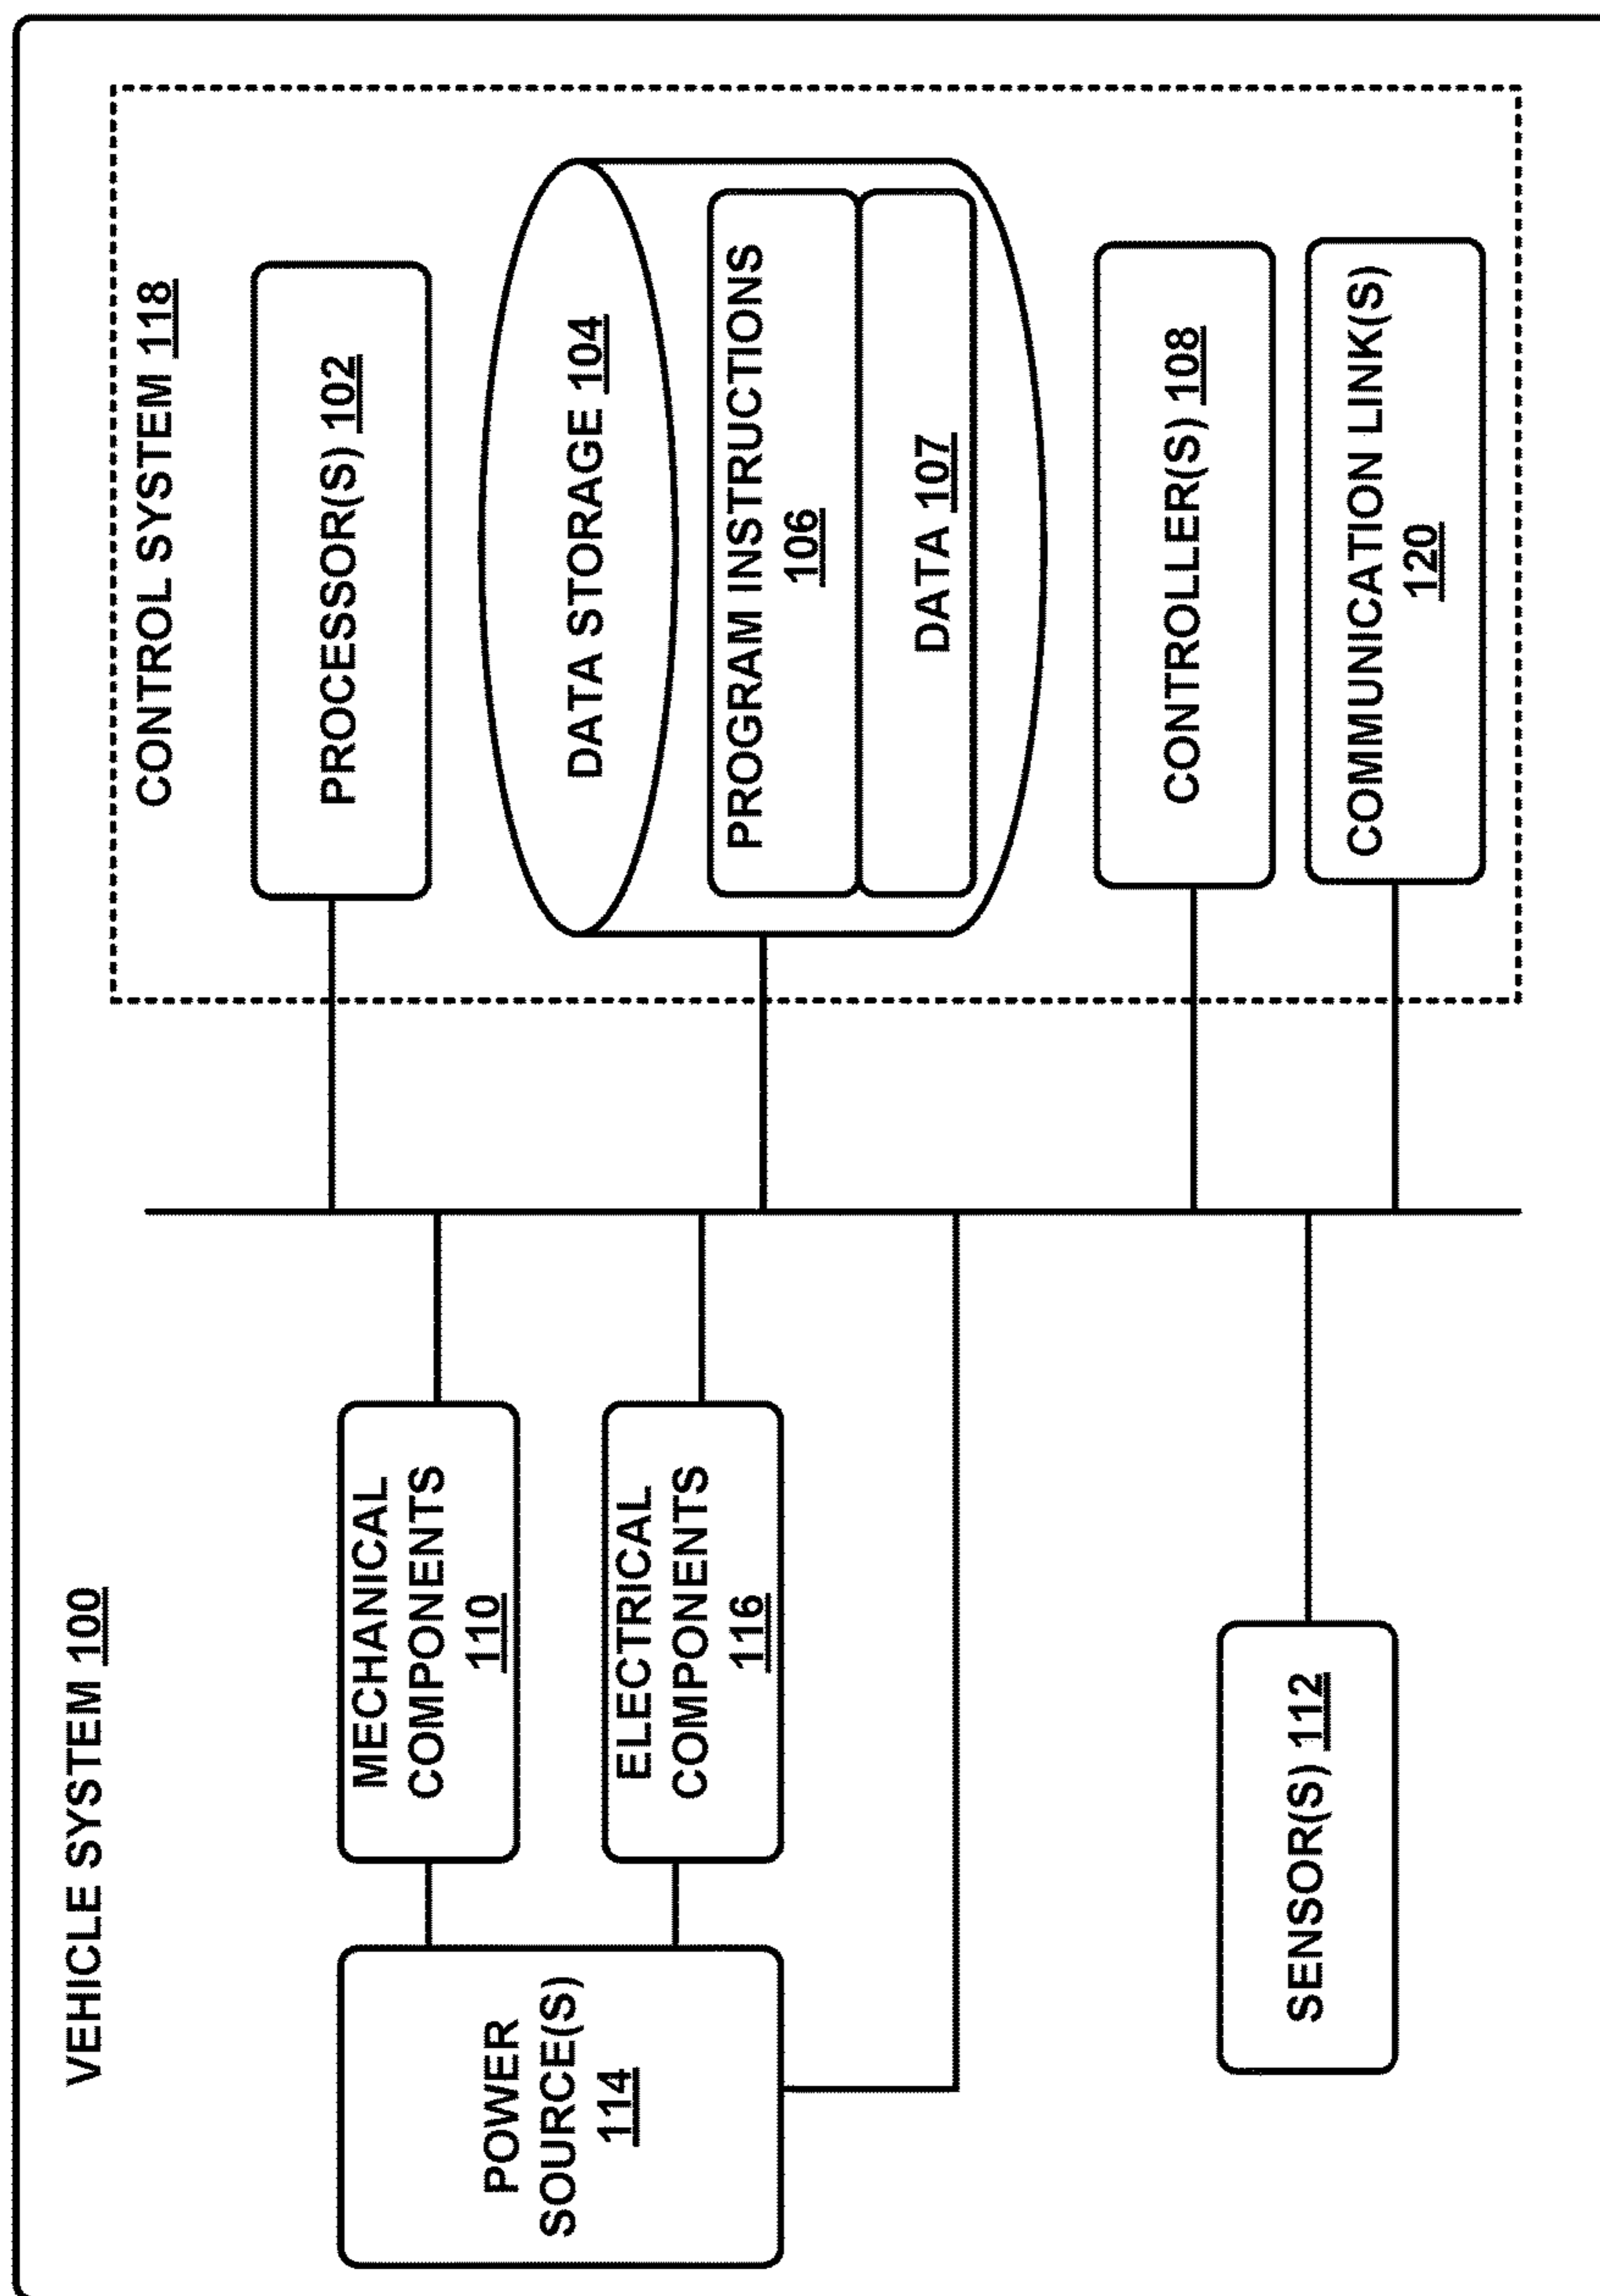 VEHICLE SYSTEM 100
CONTROL SYSTEM 118
PROCESSOR(S) 102
DATA STORAGE 104
PROGRAM INSTRUCTIONS
106
DATA 107
CONTROLLER(S) 108
COMMUNICATION LINK(S)
120
MECHANICAL
COMPONENTS
110
ELECTRICAL
COMPONENTS
116
POWER
SOURCE(S)
114
SENSOR(S) 112